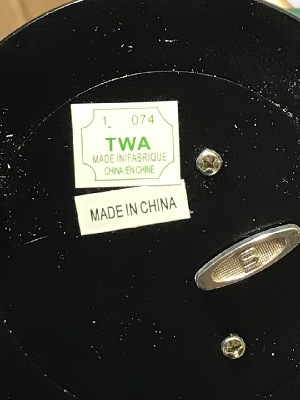 1 074
TWA
MADE IN/FABRIQUE
CHINA/EN CHINE
MADE IN CHINA